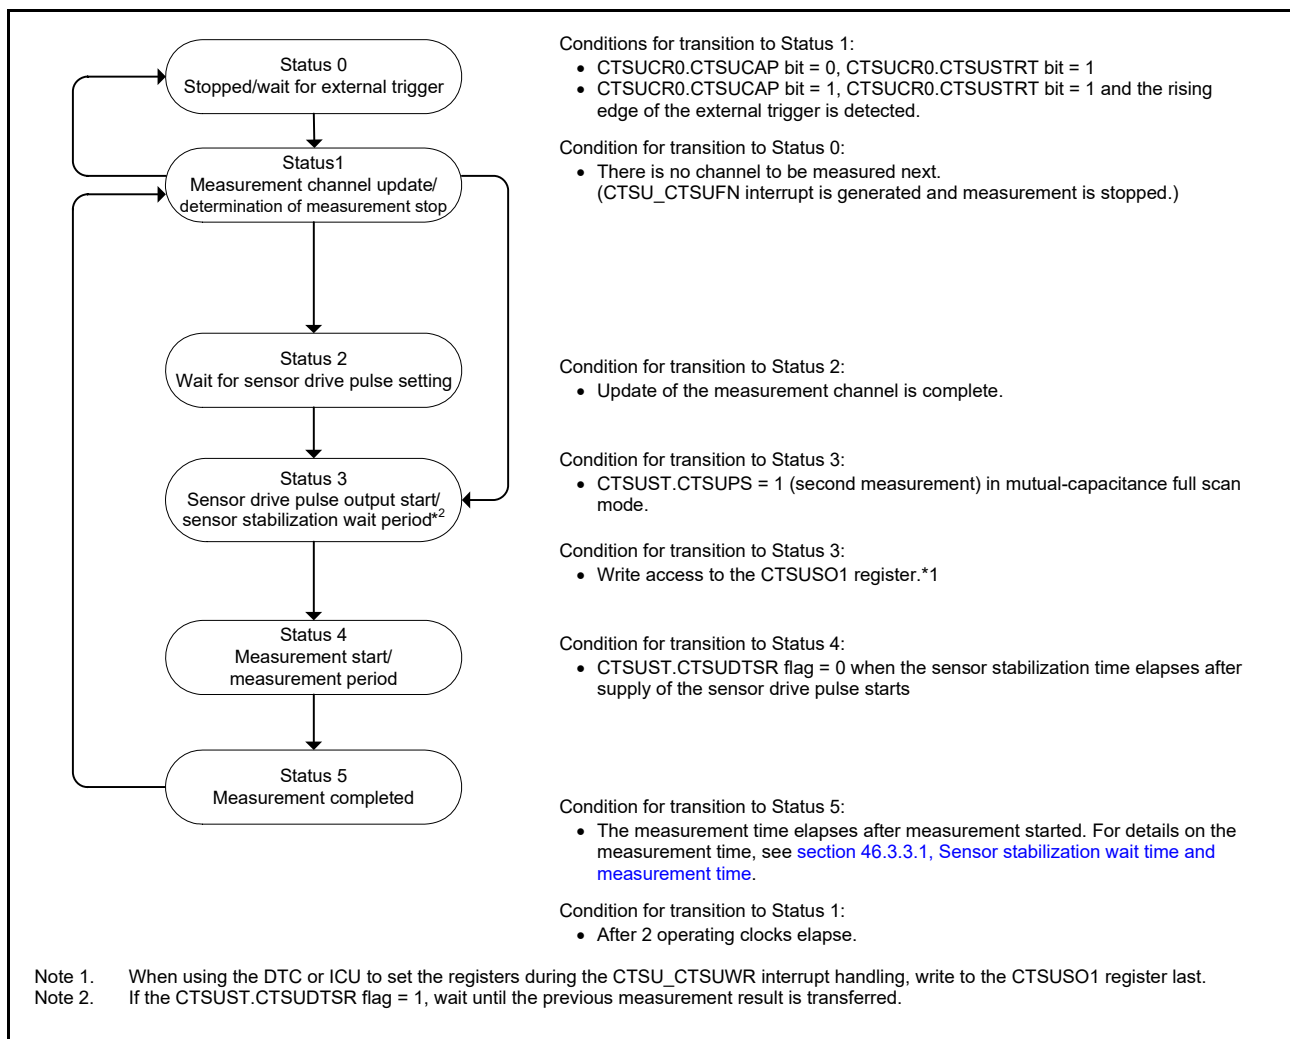 Status 0
Stopped/wait for external trigger
Status1
Measurement channel update/
determination of measurement stop
Status 2
Wait for sensor drive pulse setting
Status 3
Sensor drive pulse output start/
sensor stabilization wait period*2
Status 4
Measurement start/
measurement period
Status 5
Measurement completed
Conditions for transition to Status 1:
• CTSUCR0.CTSUCAP bit = 0, CTSUCR0.CTSUSTRT bit = 1
• CTSUCR0.CTSUCAP bit = 1, CTSUCR0.CTSUSTRT bit = 1 and the rising
edge of the external trigger is detected.
Condition for transition to Status 0:
• There is no channel to be measured next.
(CTSU_CTSUFN interrupt is generated and measurement is stopped.)
Condition for transition to Status 2:
• Update of the measurement channel is complete.
Condition for transition to Status 3:
• CTSUST.CTSUPS = 1 (second measurement) in mutual-capacitance full scan
mode.
Condition for transition to Status 3:
• Write access to the CTSUSO1 register.*1
Condition for transition to Status 4:
• CTSUST.CTSUDTSR flag = 0 when the sensor stabilization time elapses after
supply of the sensor drive pulse starts
Condition for transition to Status 5:
• The measurement time elapses after measurement started. For details on the
measurement time, see section 46.3.3.1, Sensor stabilization wait time and
measurement time.
Condition for transition to Status 1:
• After 2 operating clocks elapse.
Note 1. When using the DTC or ICU to set the registers during the CTSU_CTSUWR interrupt handling, write to the CTSUSO1 register last.
Note 2. If the CTSUST.CTSUDTSR flag = 1, wait until the previous measurement result is transferred.